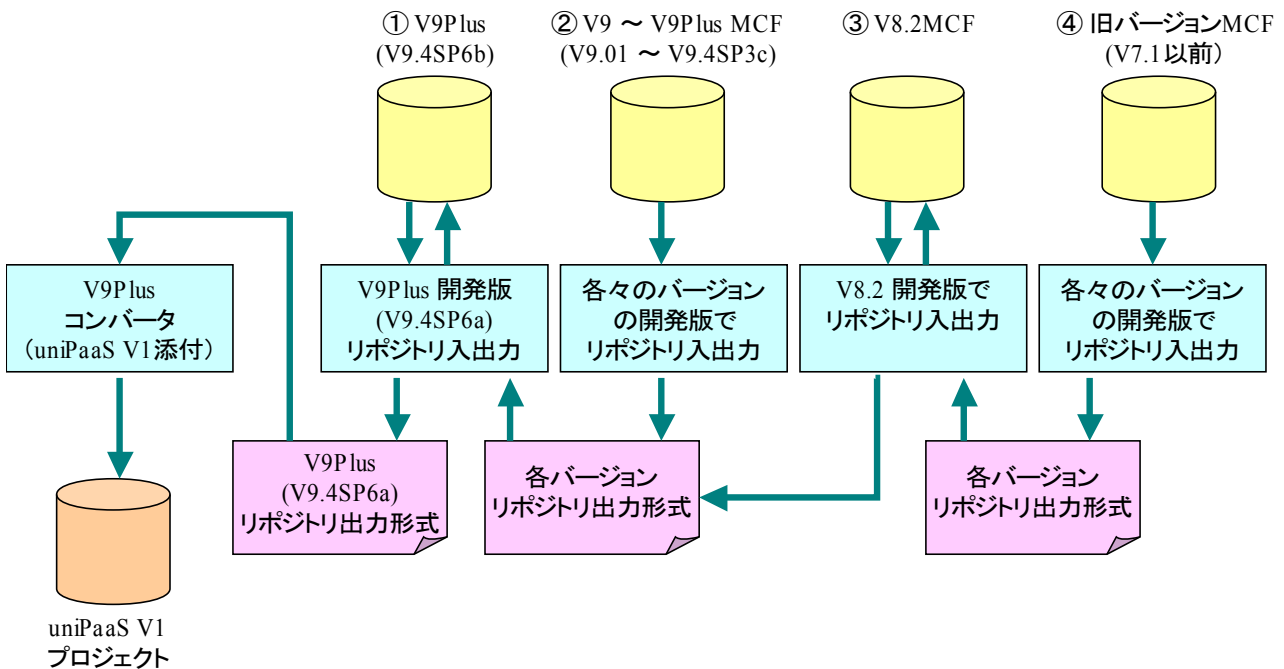 ① V9Plus
(V9.4SP6b)
② V9 ～ V9Plus MCF
(V9.01 ～ V9.4SP3c)
③ V8.2MCF
④ 旧バージョンMCF
(V7.1以前）
V9Plus
コンバータ
（uniPaaS V1添付）
V9Plus 開発版
(V9.4SP6a)
リポジトリ入出力
各々のバージョン
の開発版で
リポジトリ入出力
V8.2 開発版で
リポジトリ入出力
各々のバージョン
の開発版で
リポジトリ入出力
V9Plus
(V9.4SP6a)
リポジトリ出力形式
各バージョン
リポジトリ出力形式
各バージョン
リポジトリ出力形式
uniPaaS V1
プロジェクト